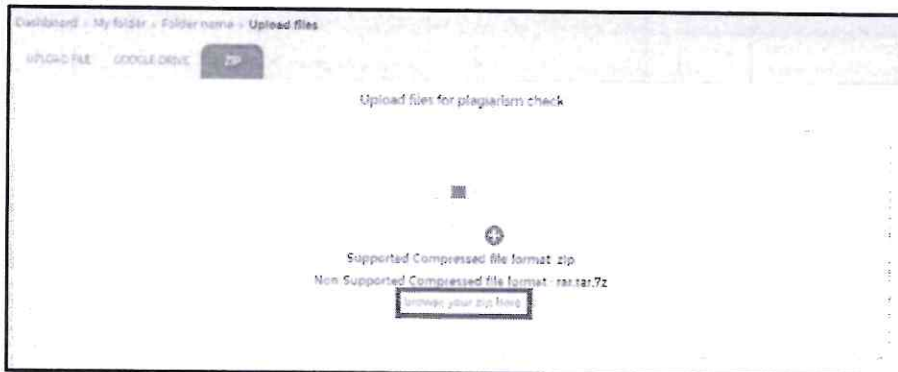 Dashboard › My folder › Folder name › Upload files
UPLOAD FILE GOOGLE DRIVE ZIP
Upload files for plagiarism check
Supported Compressed file format zip
Non Supported Compressed file format : rar,tar,7z
browse your zip here